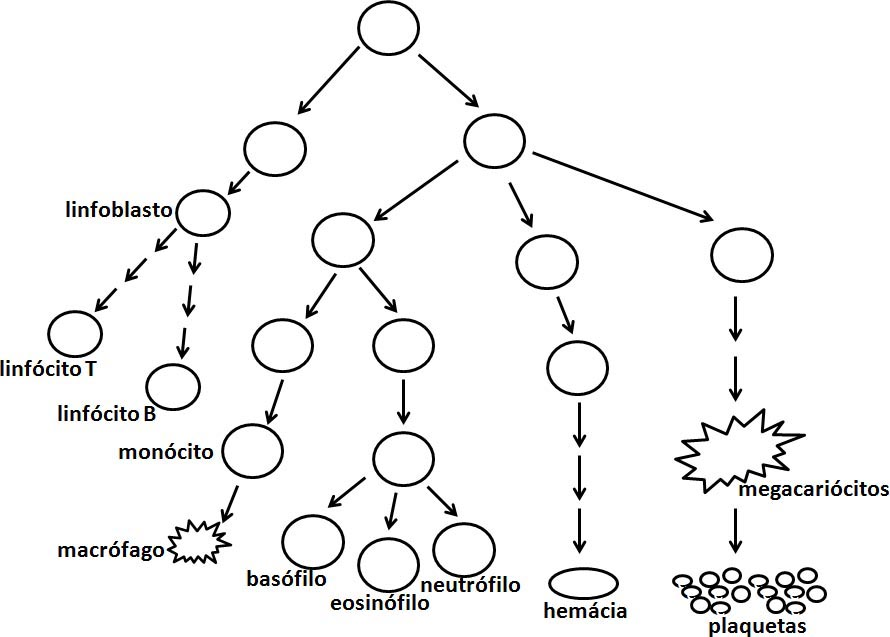 linfoblasto
linfócito T
linfócito B
monócito
megacariócitos
macrófago
basófilo
eosinófilo
neutrófilo
hemácia
plaquetas